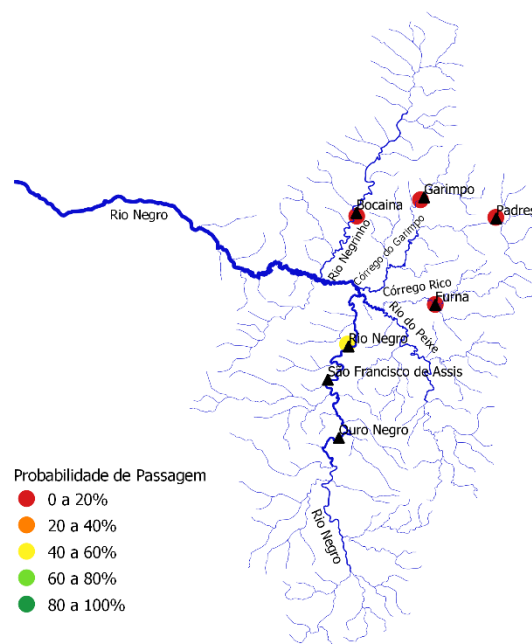 Garimpo
Bocaina
Padres
Rio Negro
Rio Negrinho
Córrego do Garimpo
Córrego Rico
Furna
Rio do Peixe
Rio Negro
São Francisco de Assis
Ouro Negro
Probabilidade de Passagem
0 a 20%
20 a 40%
40 a 60%
60 a 80%
80 a 100%
Rio Negro